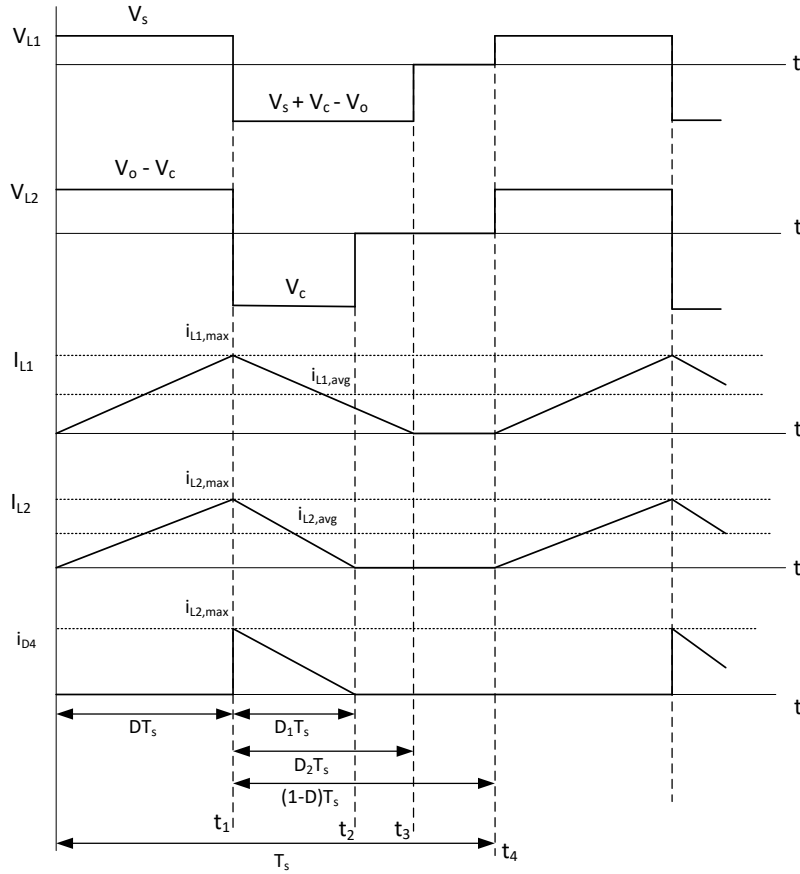 V_s
V_L1
t
V_s + V_c - V_o
V_o - V_c
V_L2
t
V_c
i_L1,max
I_L1
i_L1,avg
t
i_L2,max
I_L2
i_L2,avg
t
i_L2,max
i_D4
t
DT_s
D_1T_s
D_2T_s
(1-D)T_s
t_1
t_2
t_3
t_4
T_s